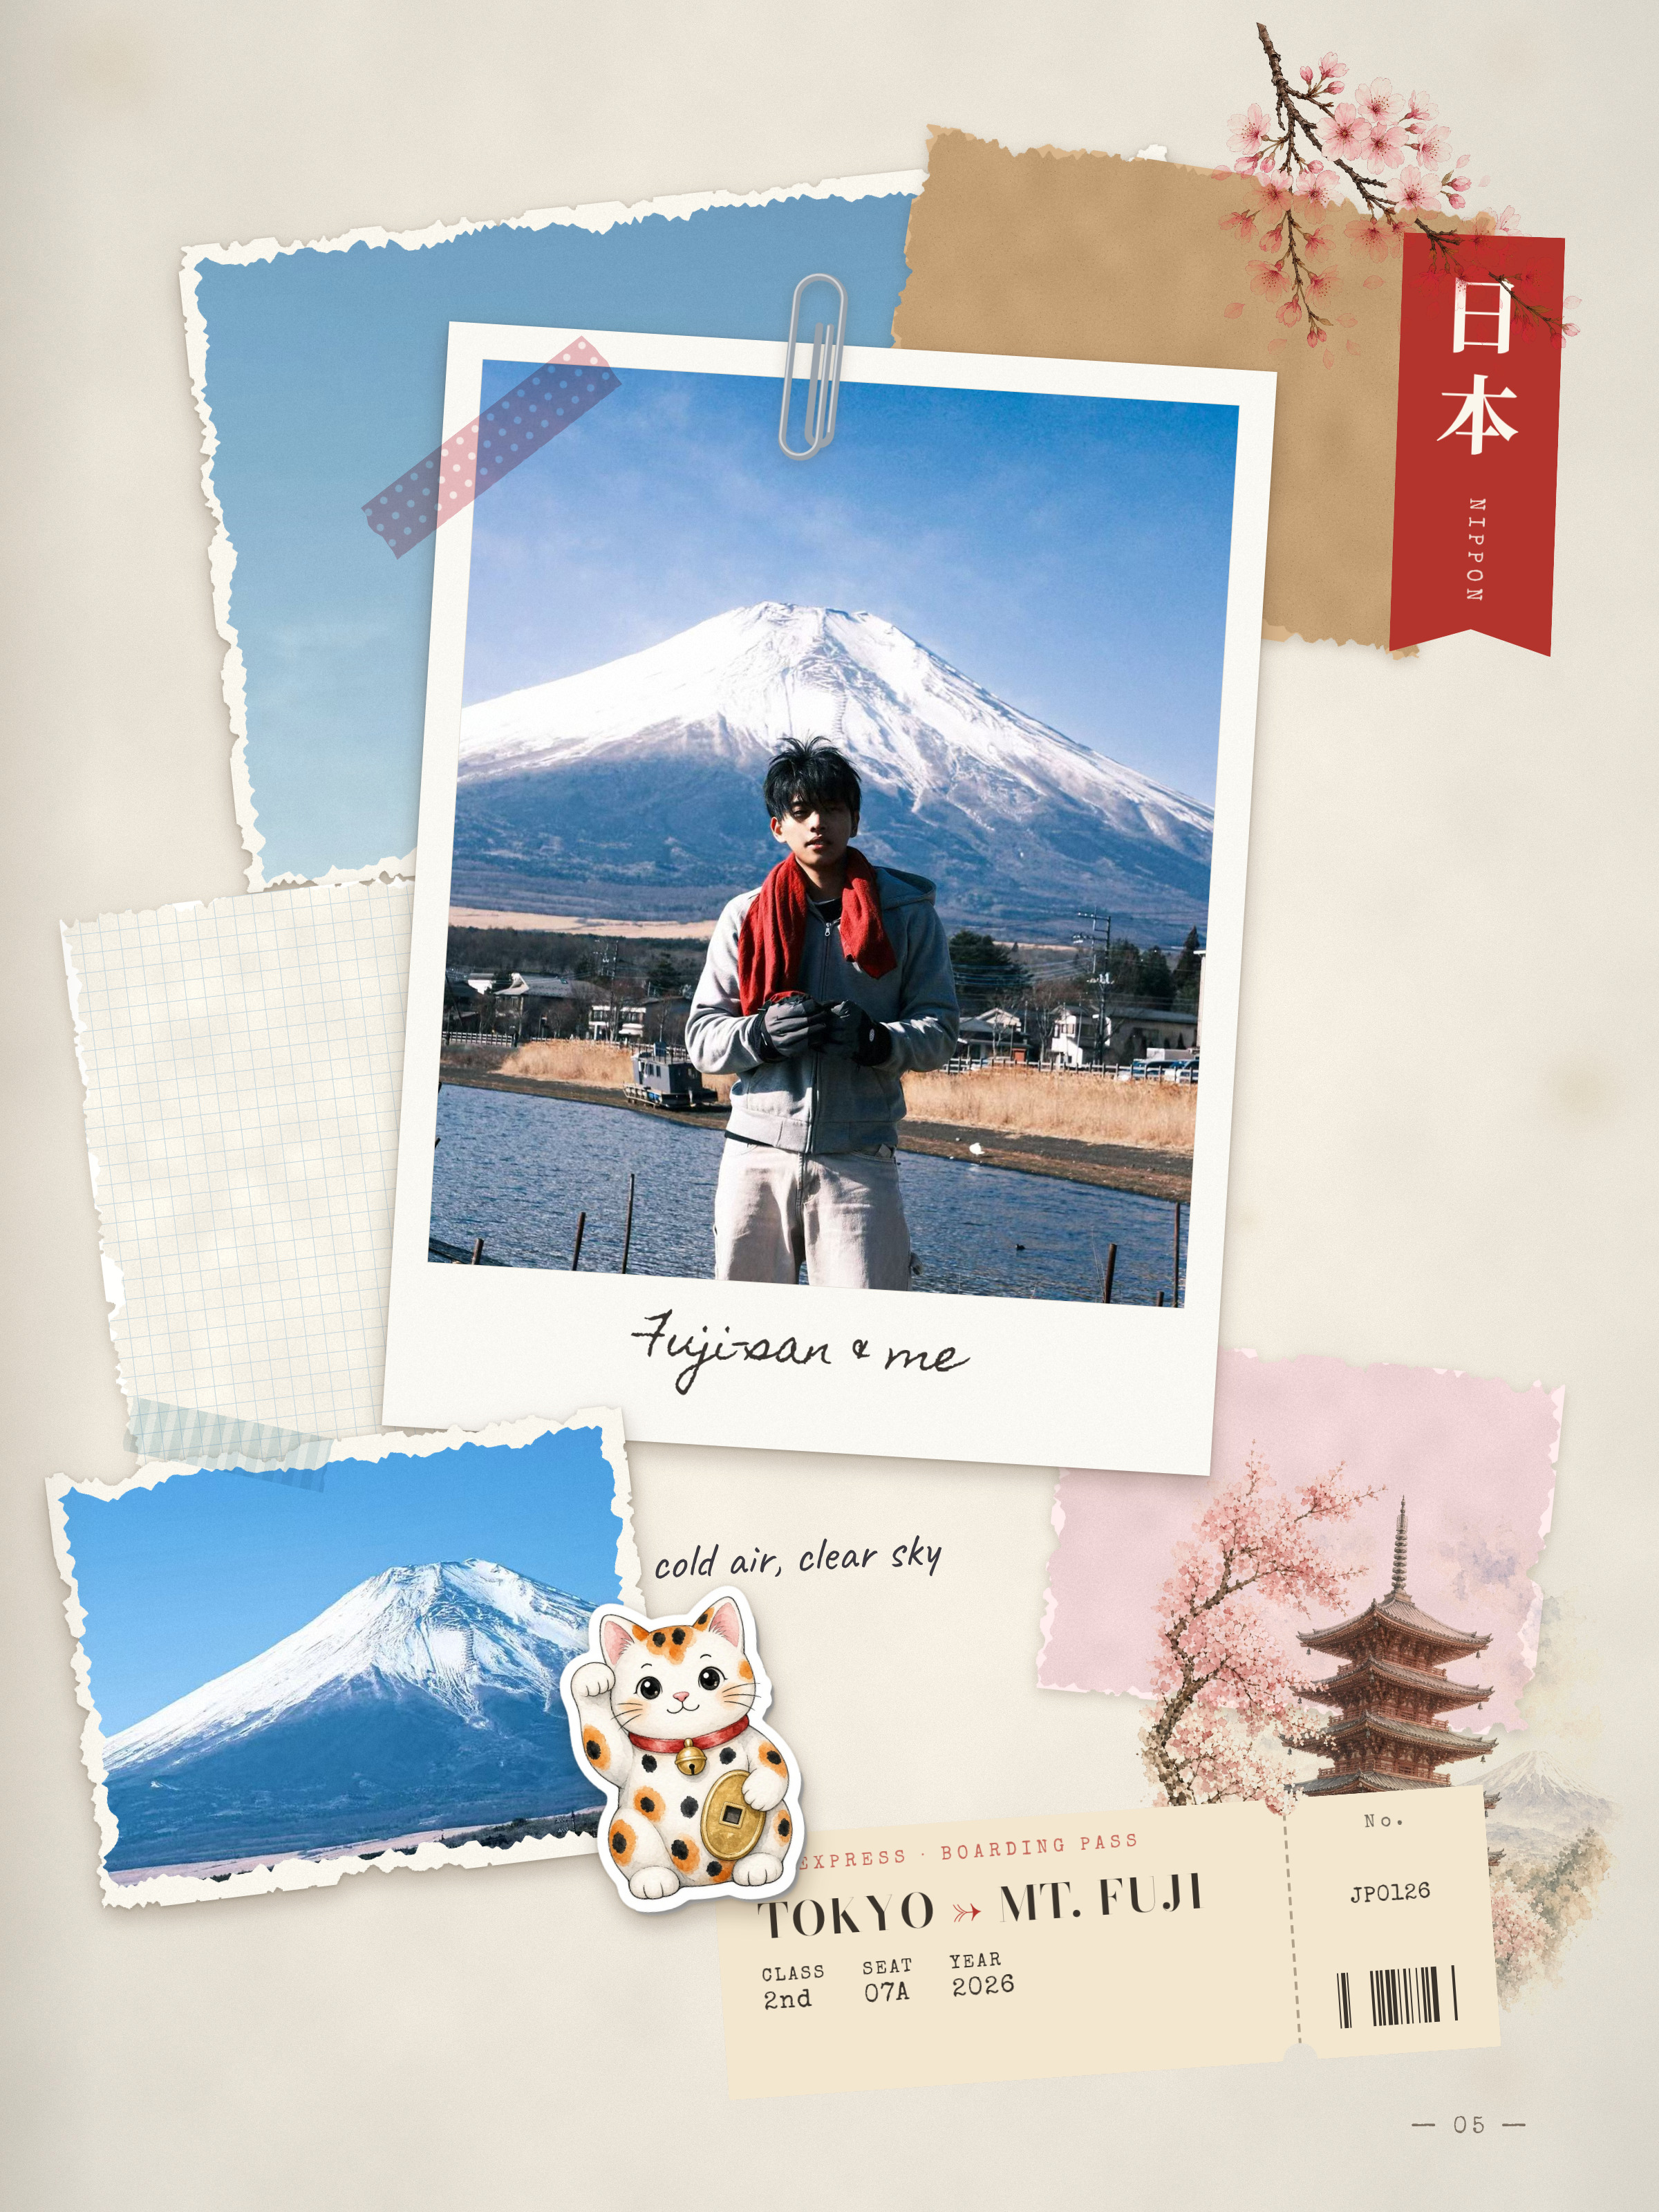 日本
NIPPON
Fuji-san & me
cold air, clear sky
EXPRESS · BOARDING PASS
TOKYO ➳ MT. FUJI
CLASS SEAT YEAR
2nd 07A 2026
No.
JP0126
— 05 —